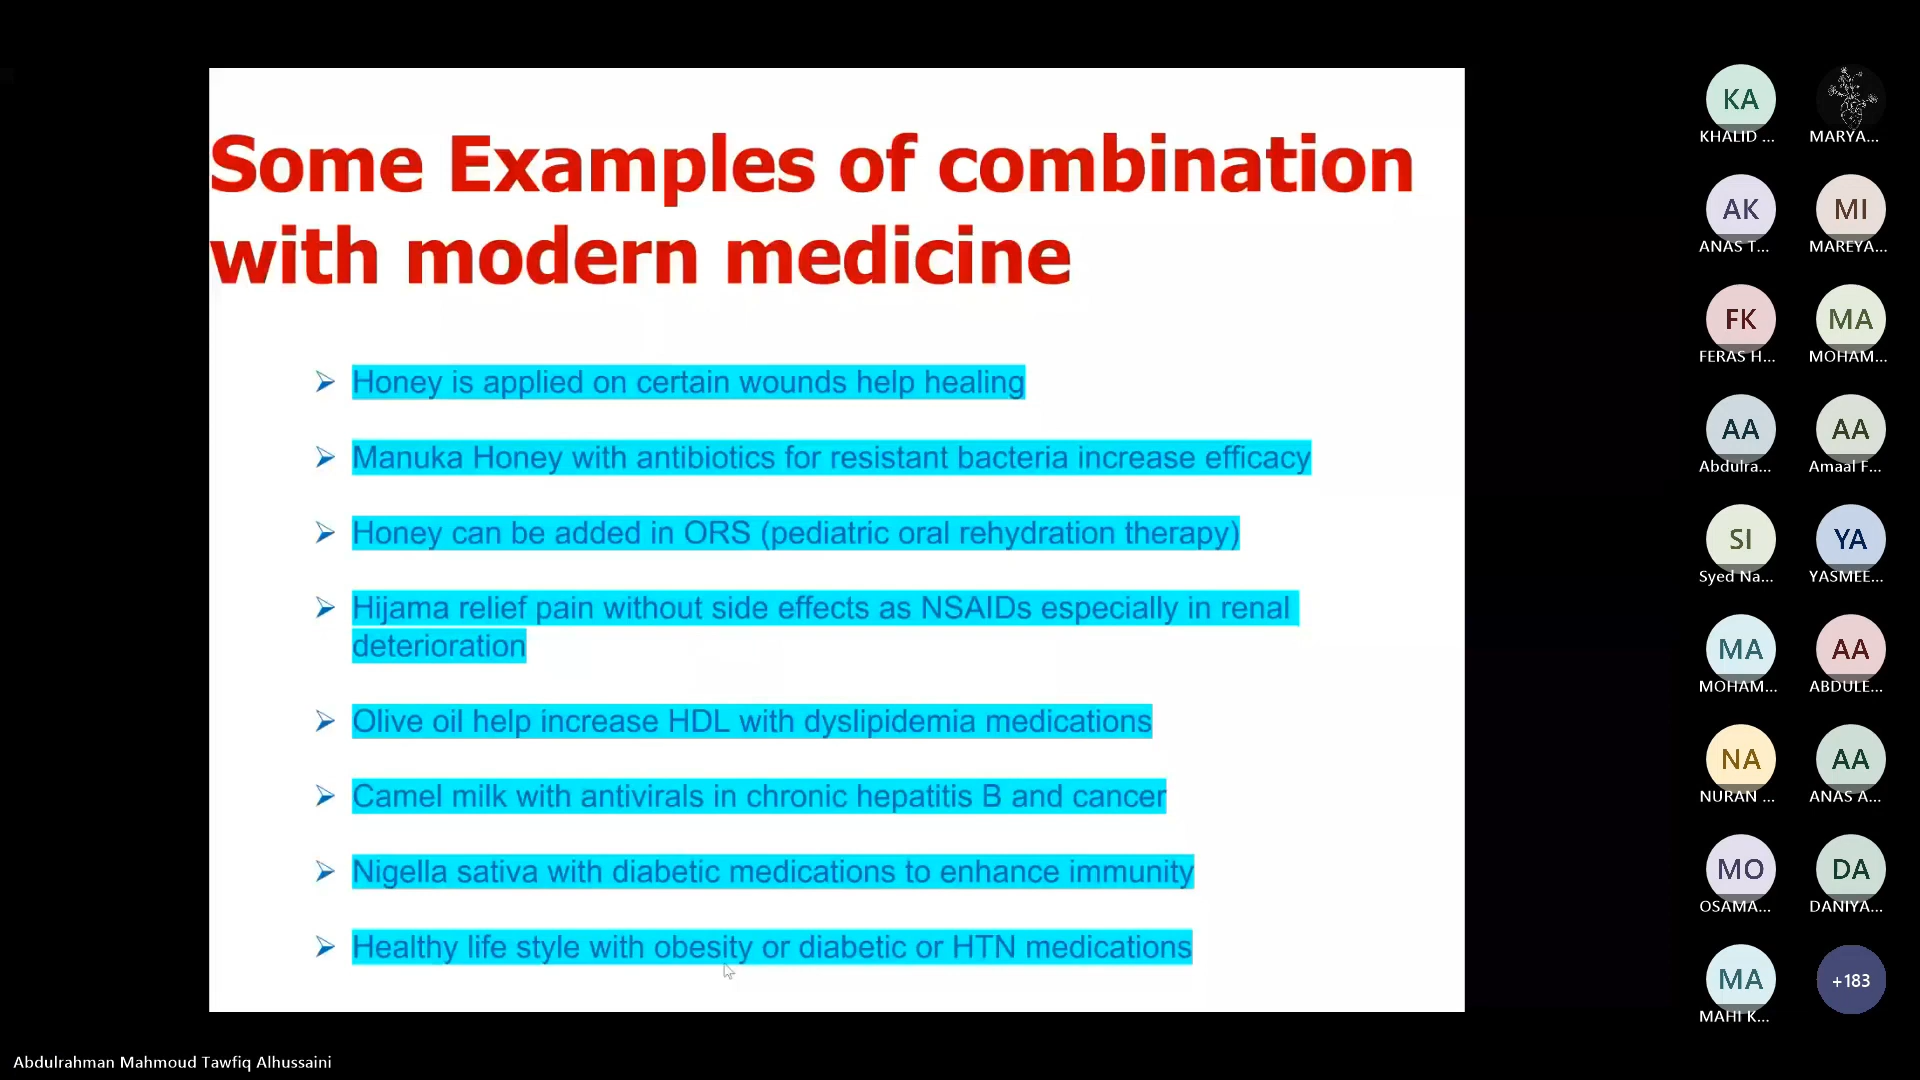 Some Examples of combination
with modern medicine
➢ Honey is applied on certain wounds help healing
➢ Manuka Honey with antibiotics for resistant bacteria increase efficacy
➢ Honey can be added in ORS (pediatric oral rehydration therapy)
➢ Hijama relief pain without side effects as NSAIDs especially in renal
deterioration
➢ Olive oil help increase HDL with dyslipidemia medications
➢ Camel milk with antivirals in chronic hepatitis B and cancer
➢ Nigella sativa with diabetic medications to enhance immunity
➢ Healthy life style with obesity or diabetic or HTN medications
KA
KHALID ...
MARYA...
AK
ANAS T...
MI
MAREYA...
FK
FERAS H...
MA
MOHAM...
AA
Abdulra...
AA
Amaal F...
SI
Syed Na...
YA
YASMEE...
MA
MOHAM...
AA
ABDULE...
NA
NURAN ...
AA
ANAS A...
MO
OSAMA...
DA
DANIYA...
MA
MAHI K...
+183
Abdulrahman Mahmoud Tawfiq Alhussaini